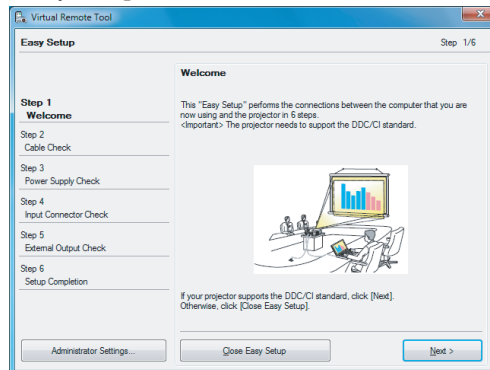 Virtual Remote Tool
Easy Setup
Step 1/6
Step 1
Welcome
Step 2
Cable Check
Step 3
Power Supply Check
Step 4
Input Connector Check
Step 5
External Output Check
Step 6
Setup Completion
Administrator Settings...
Welcome
This "Easy Setup" performs the connections between the computer that you are
now using and the projector in 6 steps.
<Important> The projector needs to support the DDC/CI standard.
If your projector supports the DDC/CI standard, click [Next].
Otherwise, click [Close Easy Setup].
Close Easy Setup
Next >